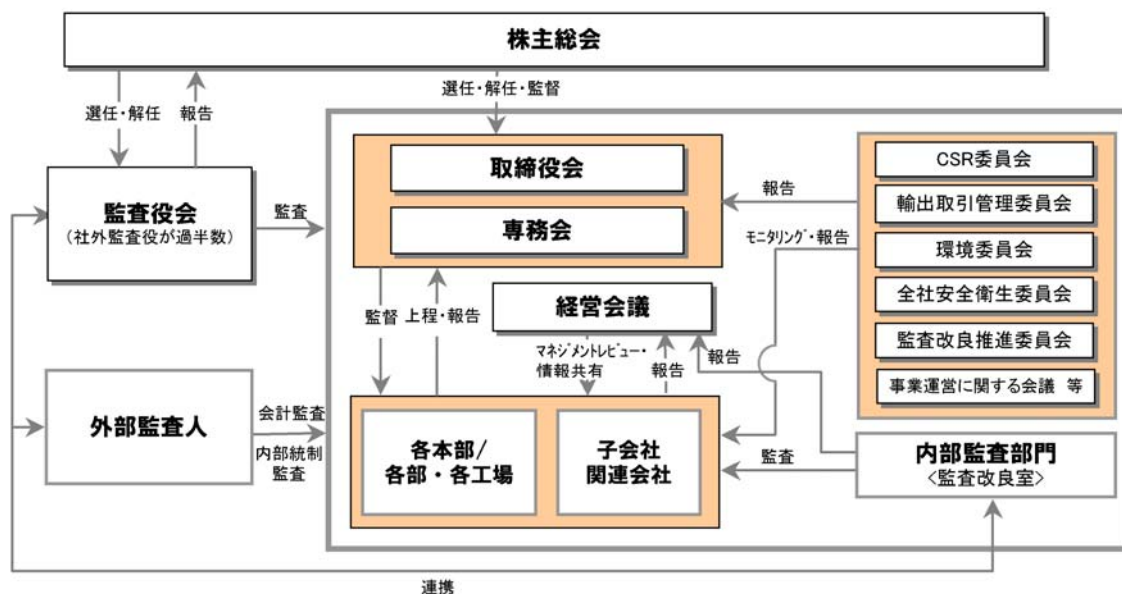 株主総会
選任・解任
報告
選任・解任・監督
取締役会
専務会
CSR委員会
輸出取引管理委員会
環境委員会
全社安全衛生委員会
監査改良推進委員会
事業運営に関する会議 等
報告
モニタリング・報告
監査役会
(社外監査役が過半数)
監査
監督
上程・報告
経営会議
マネジメントレビュー・
情報共有
報告
報告
外部監査人
会計監査
内部統制
監査
各本部/
各部・各工場
子会社
関連会社
監査
内部監査部門
<監査改良室>
連携